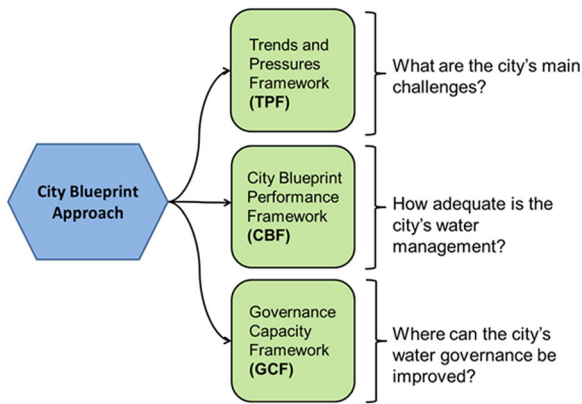 City Blueprint
Approach
Trends and
Pressures
Framework
(TPF)
What are the city's main
challenges?
City Blueprint
Performance
Framework
(CBF)
How adequate is the
city's water
management?
Governance
Capacity
Framework
(GCF)
Where can the city's
water governance be
improved?